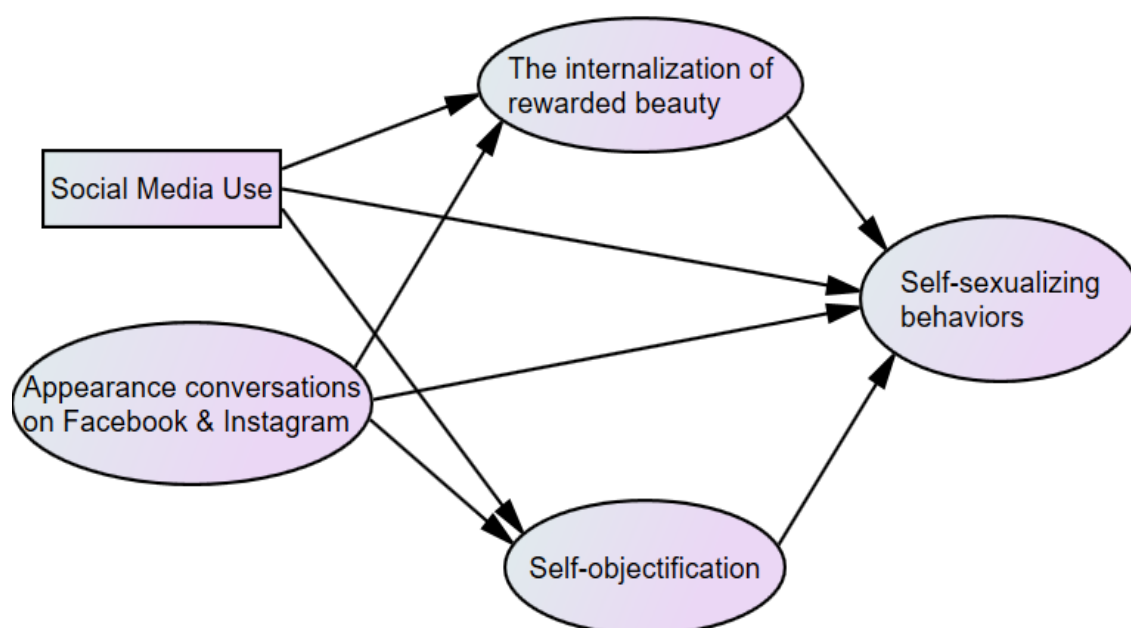 The internalization of
rewarded beauty
Social Media Use
Self-sexualizing
behaviors
Appearance conversations
on Facebook & Instagram
Self-objectification